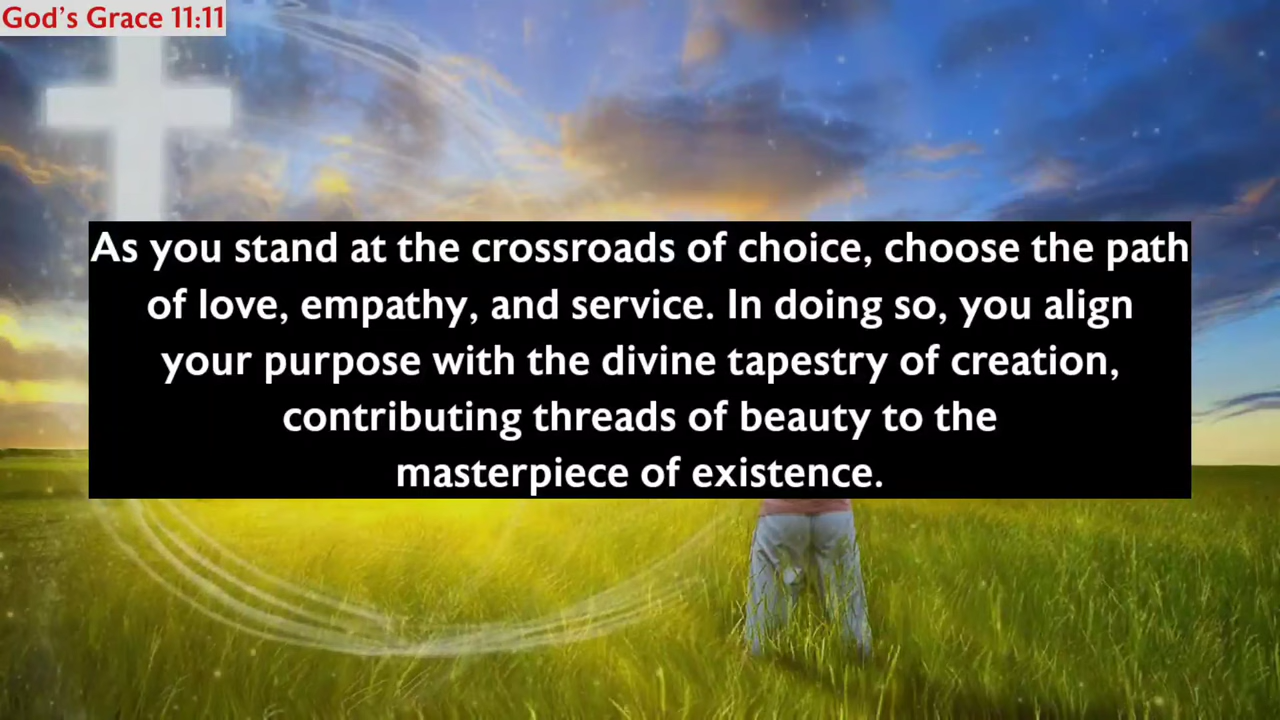 God’s Grace 11:11
As you stand at the crossroads of choice, choose the path
of love, empathy, and service. In doing so, you align
your purpose with the divine tapestry of creation,
contributing threads of beauty to the
masterpiece of existence.